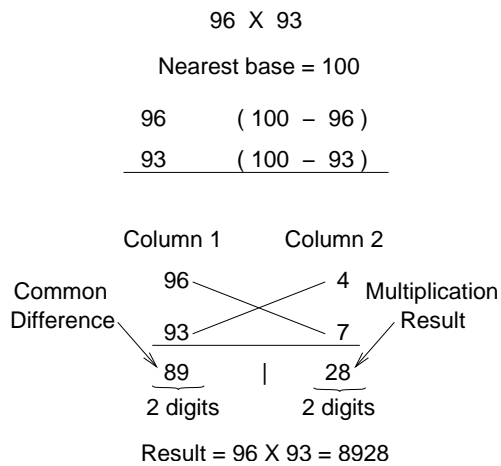 96 X 93
Nearest base = 100
96 ( 100 − 96 )
93 ( 100 − 93 )
Column 1 Column 2
96 4
Common Difference
Multiplication Result
93 7
89 | 28
2 digits 2 digits
Result = 96 X 93 = 8928